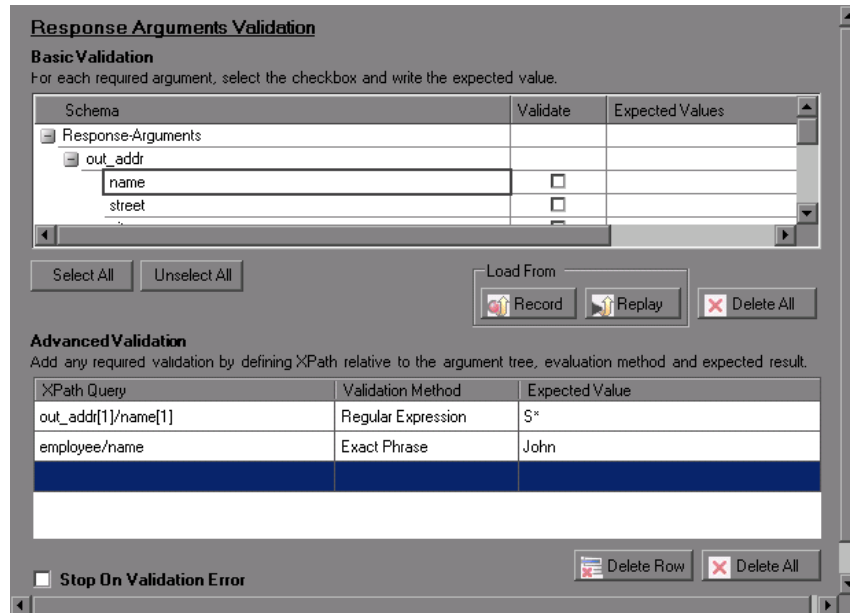 Response Arguments Validation
Basic Validation
For each required argument, select the checkbox and write the expected value.
Schema Validate Expected Values
Response-Arguments
out_addr
name
street
Select All Unselect All Load From Record Replay Delete All
Advanced Validation
Add any required validation by defining XPath relative to the argument tree, evaluation method and expected result.
XPath Query Validation Method Expected Value
out_addr[1]/name[1] Regular Expression S*
employee/name Exact Phrase John
Delete Row Delete All
Stop On Validation Error